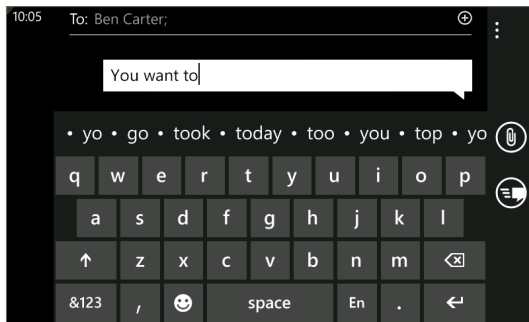 10:05 To: Ben Carter;
You want to
• yo • go • took • today • too • you • top • yo
q w e r t y u i o p
a s d f g h j k l
z x c v b n m
&123 , space En .